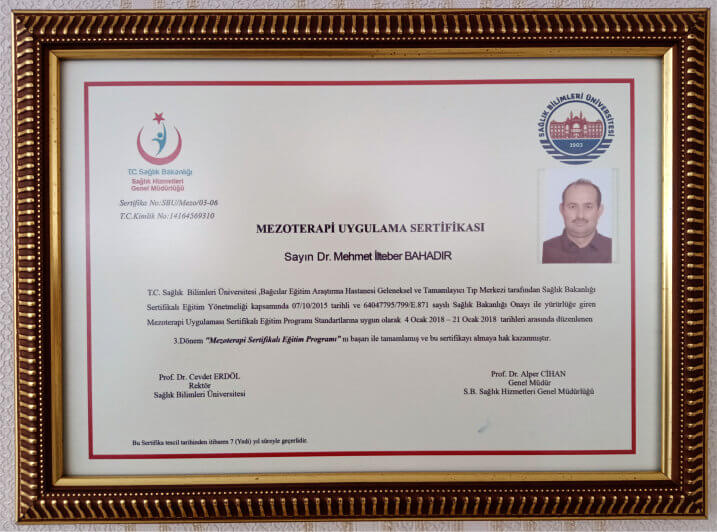 T.C. Sağlık Bakanlığı
Sağlık Hizmetleri
Genel Müdürlüğü
SAĞLIK BİLİMLERİ ÜNİVERSİTESİ
1903
Sertifika No:SBU/Mezo/03-06
T.C.Kimlik No:14164569310
MEZOTERAPİ UYGULAMA SERTİFİKASI
Sayın Dr. Mehmet İlteber BAHADIR
T.C. Sağlık Bilimleri Üniversitesi ,Bağcılar Eğitim Araştırma Hastanesi Geleneksel ve Tamamlayıcı Tıp Merkezi tarafından Sağlık Bakanlığı
Sertifikalı Eğitim Yönetmeliği kapsamında 07/10/2015 tarihli ve 64047795/799/E.871 sayılı Sağlık Bakanlığı Onayı ile yürürlüğe giren
Mezoterapi Uygulaması Sertifikalı Eğitim Programı Standartlarına uygun olarak 4 Ocak 2018 – 21 Ocak 2018 tarihleri arasında düzenlenen
3.Dönem "Mezoterapi Sertifikalı Eğitim Programı" nı başarı ile tamamlamış ve bu sertifikayı almaya hak kazanmıştır.
Prof. Dr. Cevdet ERDÖL
Rektör
Sağlık Bilimleri Üniversitesi
Prof. Dr. Alper CİHAN
Genel Müdür
S.B. Sağlık Hizmetleri Genel Müdürlüğü
Bu Sertifika tescil tarihinden itibaren 7 (Yedi) yıl süreyle geçerlidir.